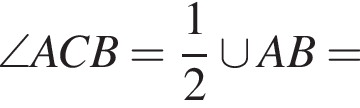 ∠ACB = 1/2 ∪ AB =